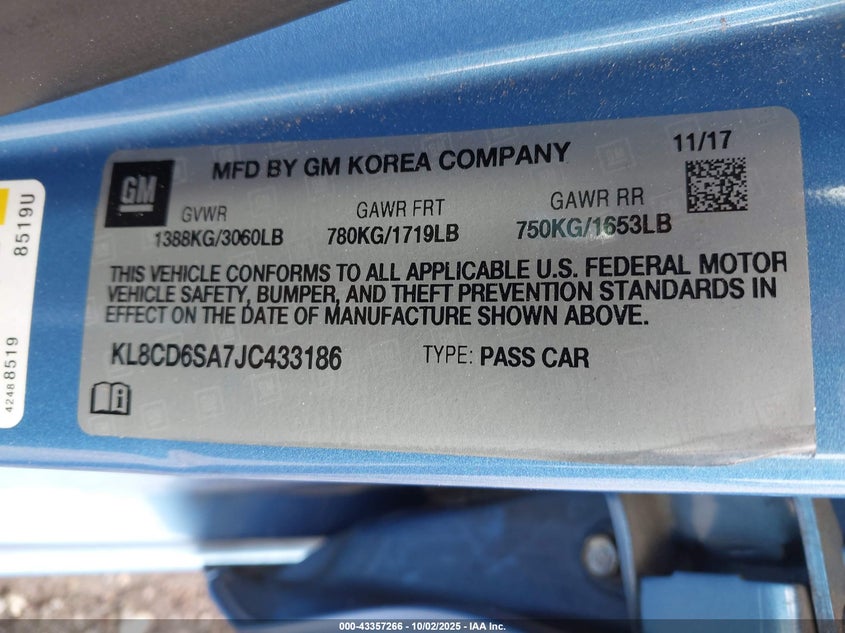 GM
MFD BY GM KOREA COMPANY
11/17
GVWR
GAWR FRT
GAWR RR
1388KG/3060LB
780KG/1719LB
750KG/1653LB
THIS VEHICLE CONFORMS TO ALL APPLICABLE U.S. FEDERAL MOTOR
VEHICLE SAFETY, BUMPER, AND THEFT PREVENTION STANDARDS IN
EFFECT ON THE DATE OF MANUFACTURE SHOWN ABOVE.
KL8CD6SA7JC433186
TYPE: PASS CAR
8519U
42488519
000-43357266 - 10/02/2025 - IAA Inc.